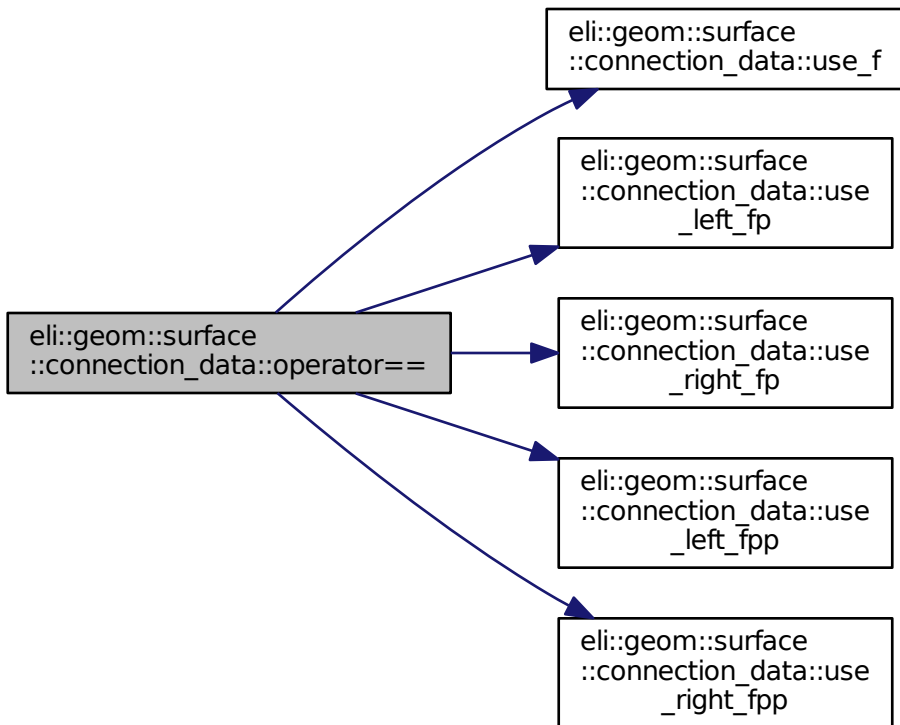 eli::geom::surface
::connection_data::use_f
eli::geom::surface
::connection_data::use
_left_fp
eli::geom::surface
::connection_data::operator==
eli::geom::surface
::connection_data::use
_right_fp
eli::geom::surface
::connection_data::use
_left_fpp
eli::geom::surface
::connection_data::use
_right_fpp